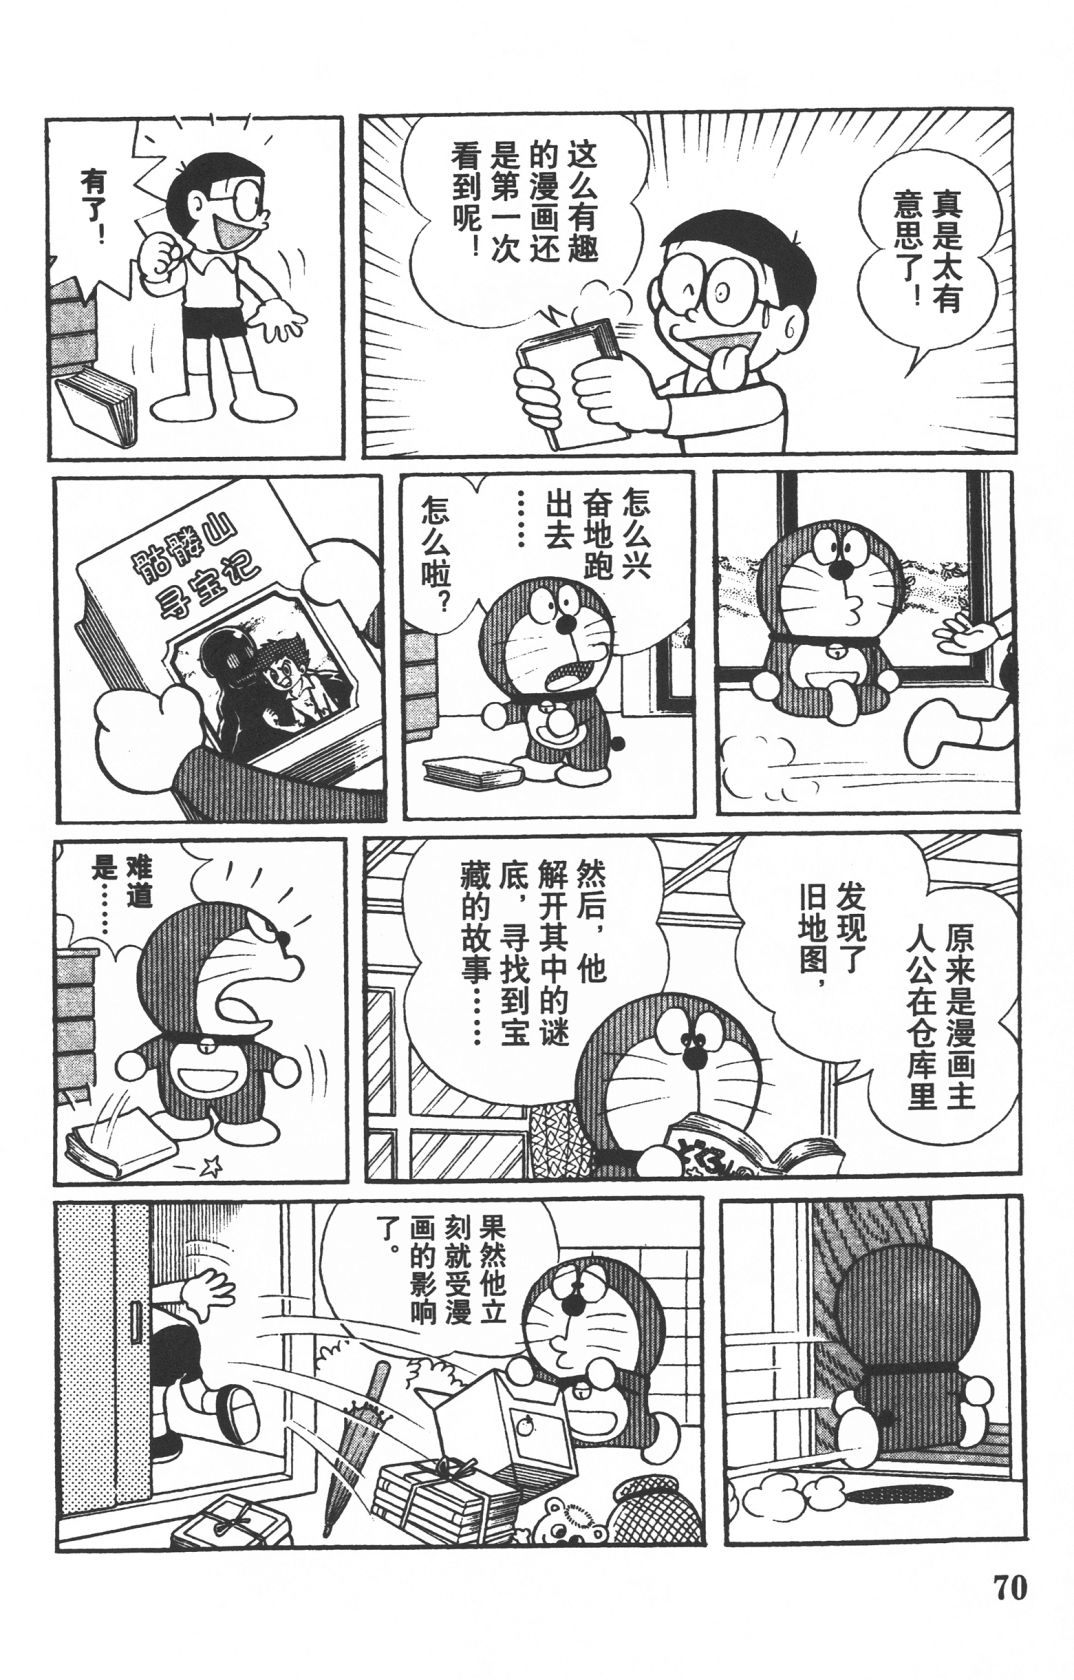 真是太有
意思了！
这么有趣
的漫画还
是第一次
看到呢！
有了！
怎么兴
奋地跑
出去
……
怎么啦？
骷髅山
寻宝记
原来是漫画主
人公在仓库里
发现了
旧地图，
然后，他
解开其中的谜
底，寻找到宝
藏的故事……
难道
是……
果然他立
刻就受漫
画的影响
了。
70